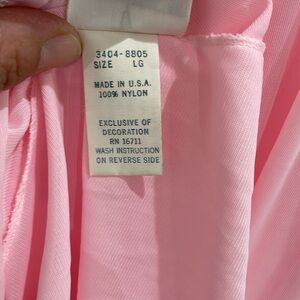 3404-8805
SIZE LG
MADE IN U.S.A.
100% NYLON
EXCLUSIVE OF
DECORATION
RN 16711
WASH INSTRUCTION
ON REVERSE SIDE